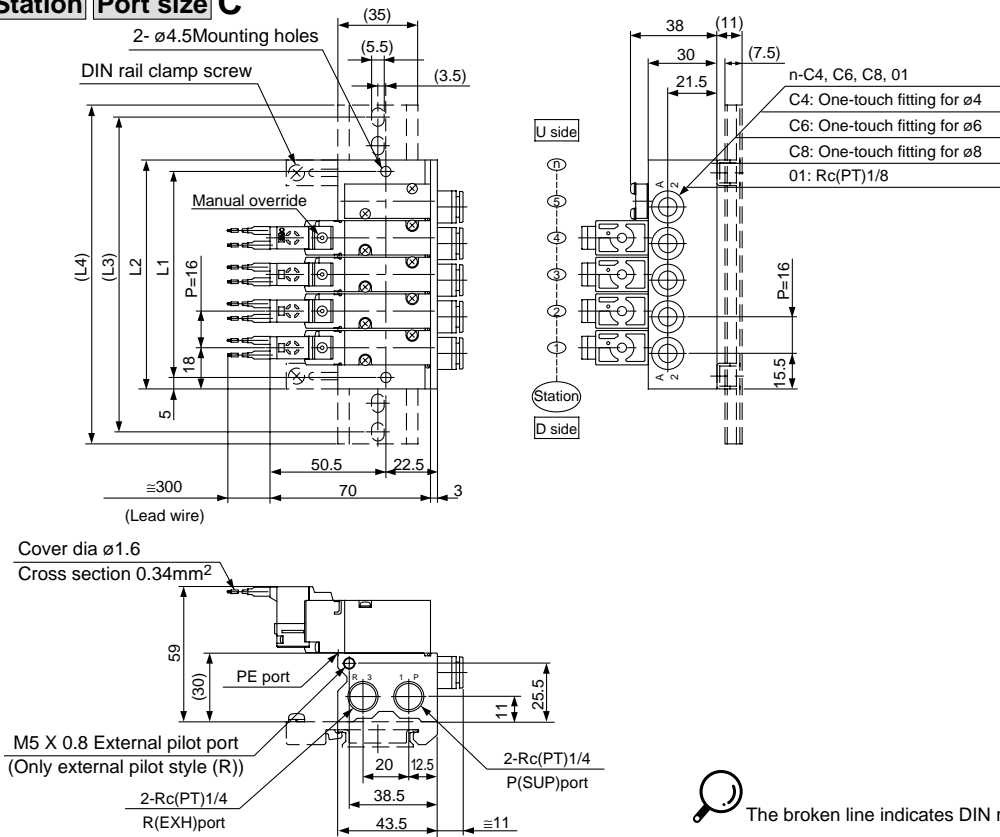 Station Port size C
(35)
2- ø4.5Mounting holes
(5.5)
DIN rail clamp screw
(3.5)
Manual override
(L4)
(L3)
L2
L1
P=16
18
5
50.5
22.5
≅300
70
3
(Lead wire)
38
(11)
30
(7.5)
21.5
n-C4, C6, C8, 01
C4: One-touch fitting for ø4
C6: One-touch fitting for ø6
C8: One-touch fitting for ø8
01: Rc(PT)1/8
U side
n
5
4
3
2
1
Station
D side
A 2
A 2
P=16
15.5
Cover dia ø1.6
Cross section 0.34mm2
59
(30)
PE port
R 3
1 P
11
25.5
M5 X 0.8 External pilot port
(Only external pilot style (R))
2-Rc(PT)1/4
R(EXH)port
20
12.5
38.5
43.5
≅11
2-Rc(PT)1/4
P(SUP)port
The broken line indicates DIN